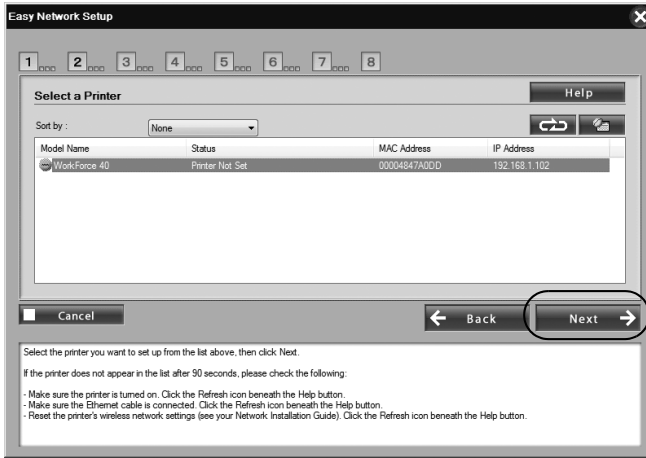 Easy Network Setup
1 2 3 4 5 6 7 8
Select a Printer
Help
Sort by :
None
Model Name Status MAC Address IP Address
WorkForce 40 Printer Not Set 00004847A0DD 192.168.1.102
Cancel
Back
Next
Select the printer you want to set up from the list above, then click Next.
If the printer does not appear in the list after 90 seconds, please check the following:
- Make sure the printer is turned on. Click the Refresh icon beneath the Help button.
- Make sure the Ethernet cable is connected. Click the Refresh icon beneath the Help button.
- Reset the printer's wireless network settings (see your Network Installation Guide). Click the Refresh icon beneath the Help button.